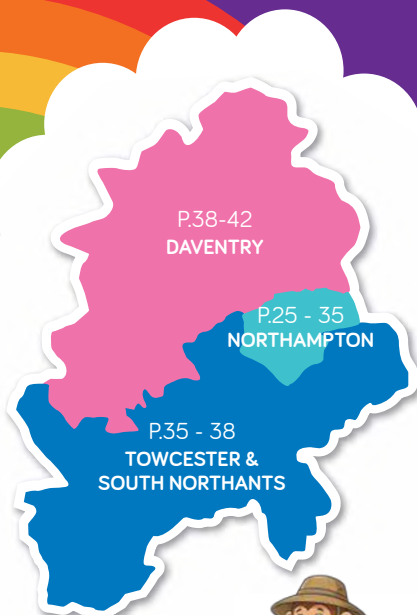 P.38-42
DAVENTRY
P.25 - 35
NORTHAMPTON
P.35 - 38
TOWCESTER &
SOUTH NORTHANTS